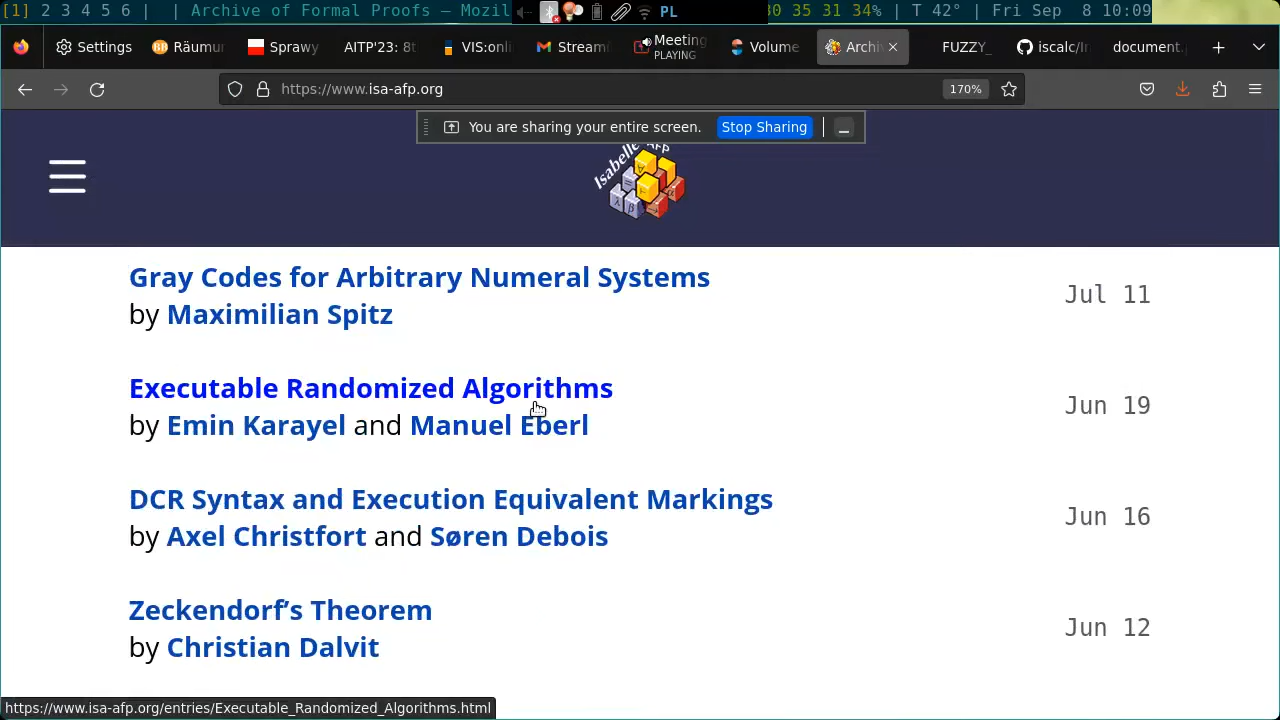 [1] 2 3 4 5 6 | | Archive of Formal Proofs — Mozil
PL
30 35 31 34% | T 42° | Fri Sep 8 10:09
Settings
Räumun
Sprawy
AITP'23: 8t
VIS:onl
Streami
Meeting
PLAYING
Volume
Archi
FUZZY_
iscalc/
document.
https://www.isa-afp.org
170%
You are sharing your entire screen.
Stop Sharing
Isabelle AFP
Gray Codes for Arbitrary Numeral Systems
by Maximilian Spitz
Jul 11
Executable Randomized Algorithms
by Emin Karayel and Manuel Eberl
Jun 19
DCR Syntax and Execution Equivalent Markings
by Axel Christfort and Søren Debois
Jun 16
Zeckendorf's Theorem
by Christian Dalvit
Jun 12
https://www.isa-afp.org/entries/Executable_Randomized_Algorithms.html